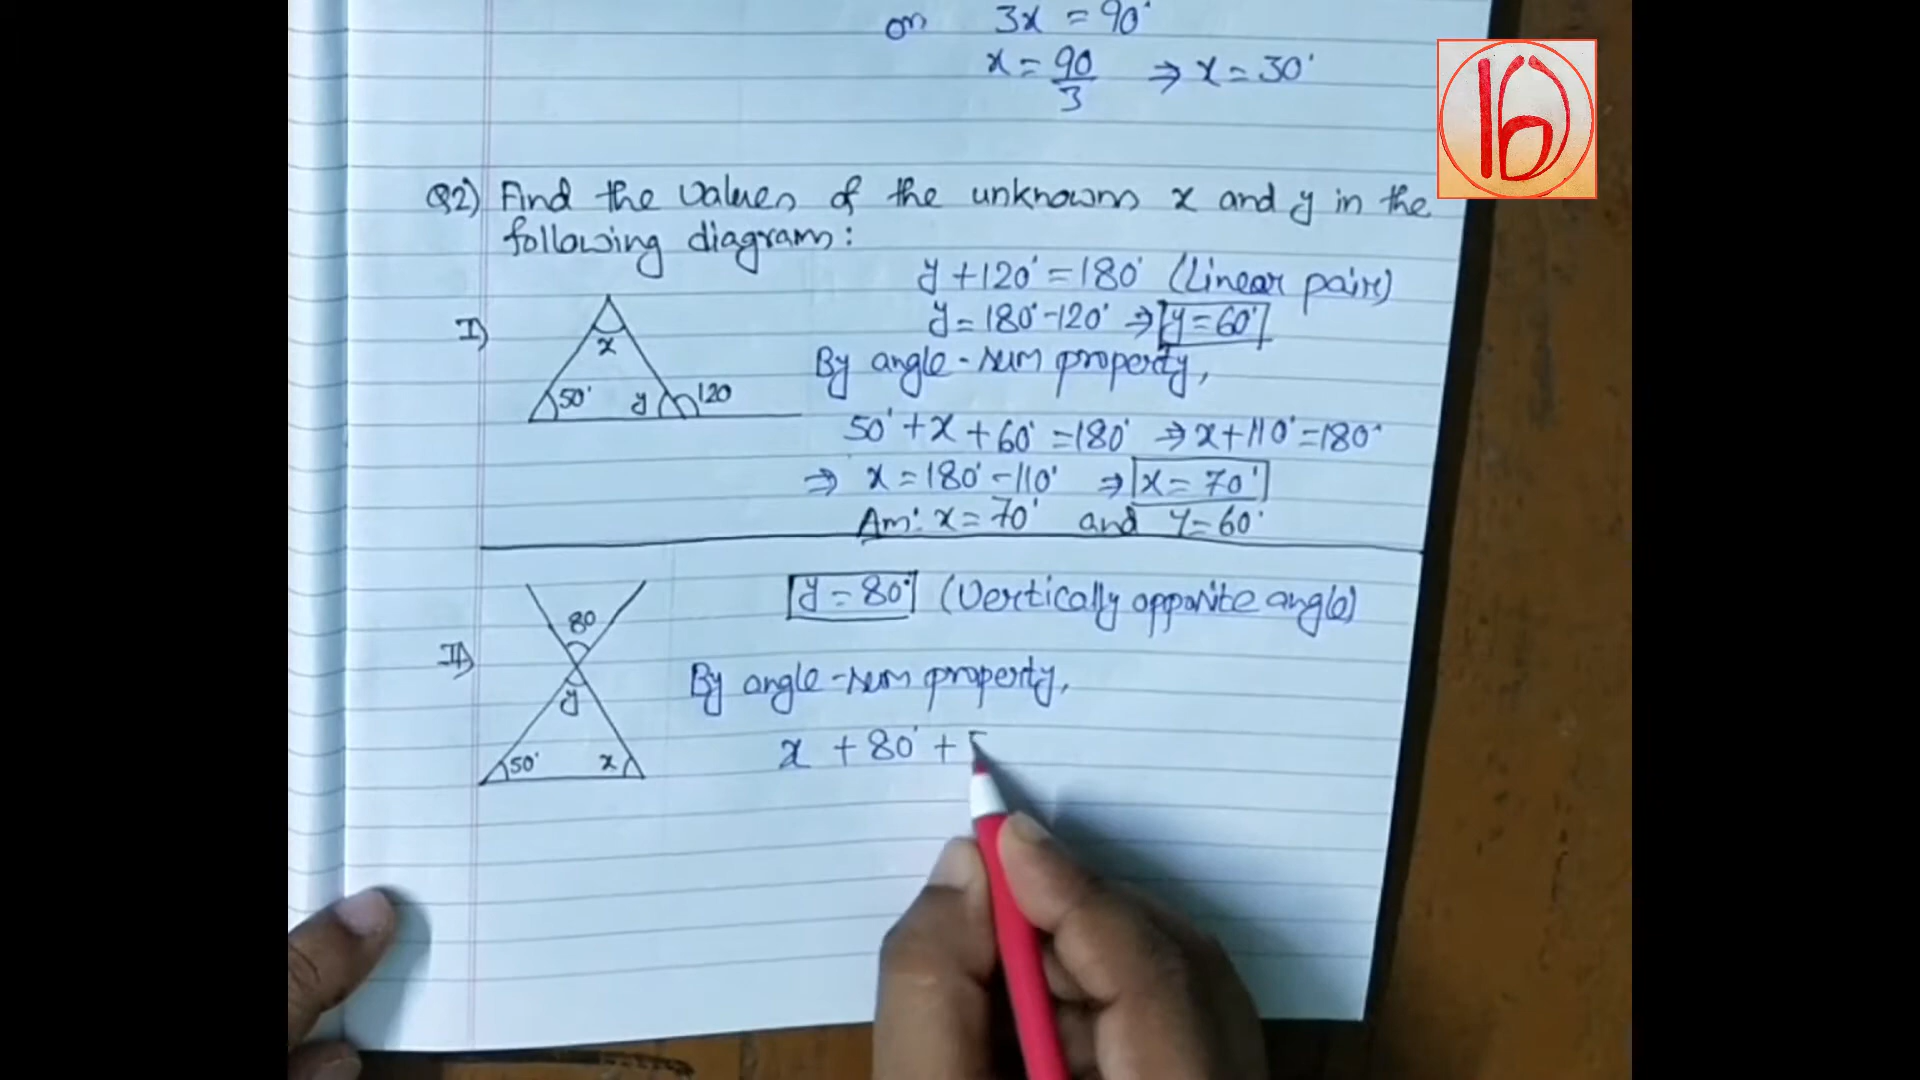 or 3x = 90°
x = 90/3 ⇒ x = 30°
Q2) Find the values of the unknowns x and y in the
following diagrams:
y + 120° = 180° (Linear pair)
y = 180° - 120° ⇒ y = 60°
I)
x
50° y 120
By angle-sum property,
50° + x + 60° = 180° ⇒ x + 110° = 180°
⇒ x = 180° - 110° ⇒ x = 70°
Ans: x = 70° and y = 60°
II)
80
y
50° x
y = 80° (Vertically opposite angle)
By angle-sum property,
x + 80° + 5